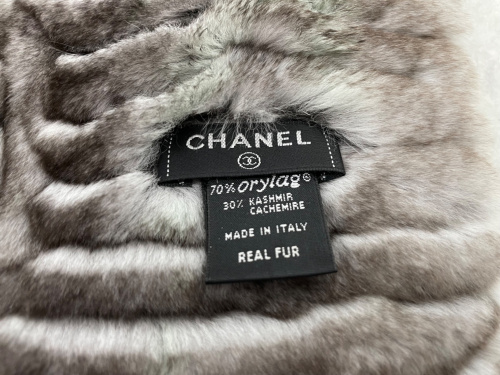 CHANEL
70% orylag®
30% KASHMIR
CACHEMIRE
MADE IN ITALY
REAL FUR